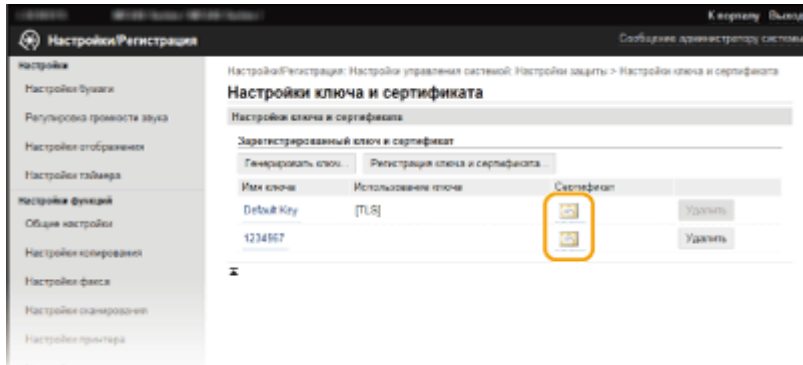 К порталу Выход
Настройки/Регистрация
Сообщение администратору системы
Настройки
Настройки бумаги
Регулировка громкости звука
Настройки отображения
Настройки таймера
Настройки функций
Общие настройки
Настройки копирования
Настройки факса
Настройки сканирования
Настройки принтера
Настройки/Регистрация: Настройки управления системой: Настройки защиты > Настройки ключа и сертификата
Настройки ключа и сертификата
Настройки ключа и сертификата
Зарегистрированный ключ и сертификат
Генерировать ключ... Регистрация ключа и сертификата...
Имя ключа Использование ключа Сертификат
Default Key [TLS] Удалить
1234567 Удалить